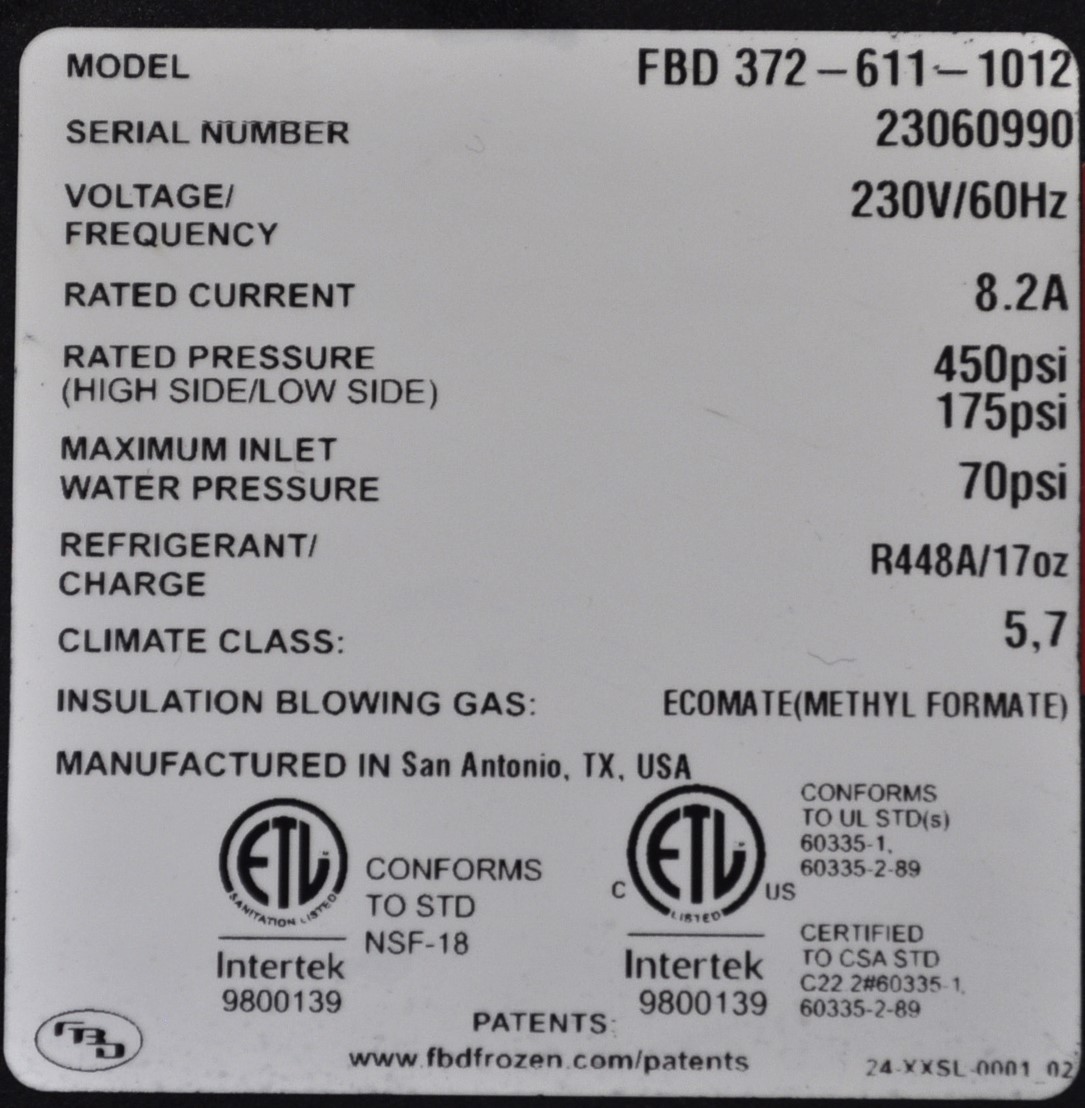 MODEL FBD 372 – 611 – 1012
SERIAL NUMBER 23060990
VOLTAGE/ 230V/60Hz
FREQUENCY
RATED CURRENT 8.2A
RATED PRESSURE 450psi
(HIGH SIDE/LOW SIDE) 175psi
MAXIMUM INLET
WATER PRESSURE 70psi
REFRIGERANT/ R448A/17oz
CHARGE
CLIMATE CLASS: 5,7
INSULATION BLOWING GAS: ECOMATE(METHYL FORMATE)
MANUFACTURED IN San Antonio, TX, USA
ETL
SANITATION LISTED
CONFORMS
TO STD
NSF-18
Intertek
9800139
C ETL US
LISTED
Intertek
9800139
CONFORMS
TO UL STD(s)
60335-1,
60335-2-89
CERTIFIED
TO CSA STD
C22.2#60335-1,
60335-2-89
FBD
PATENTS:
www.fbdfrozen.com/patents
24-XXSL-0001_02